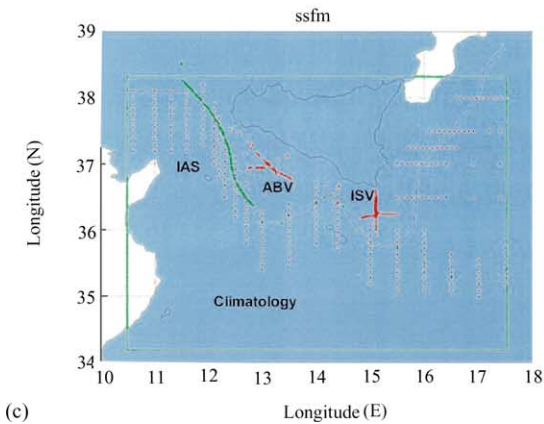 ssfm
39
38
37
36
35
34
Longitude (N)
IAS
ABV
ISV
Climatology
10 11 12 13 14 15 16 17 18
(c)
Longitude (E)